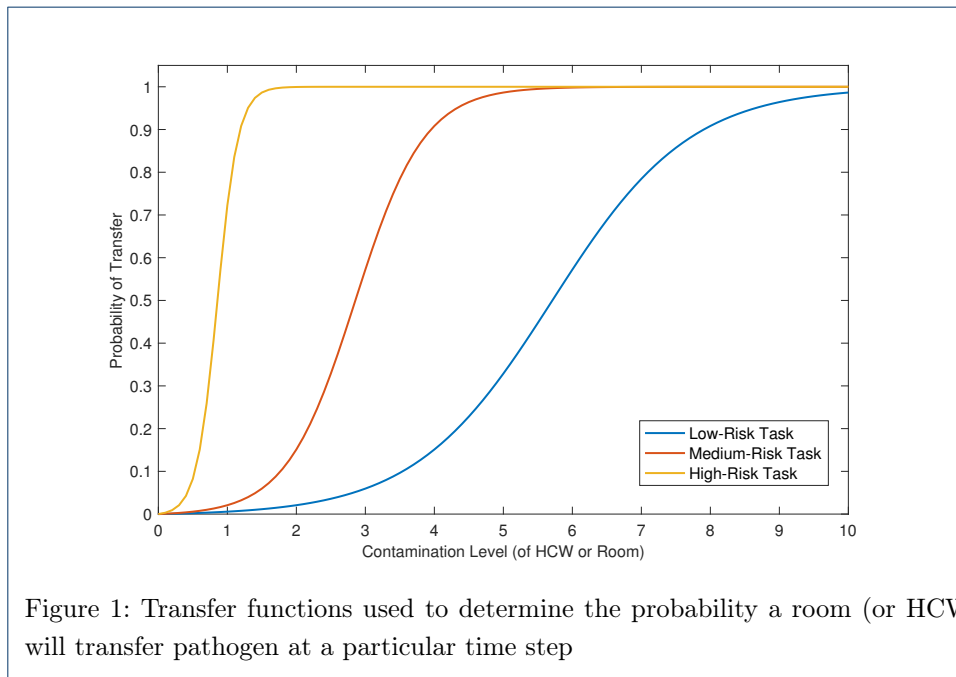 1
0.9
0.8
0.7
0.6
0.5
0.4
0.3
0.2
0.1
0
Probability of Transfer
0 1 2 3 4 5 6 7 8 9 10
Contamination Level (of HCW or Room)
Low-Risk Task
Medium-Risk Task
High-Risk Task
Figure 1: Transfer functions used to determine the probability a room (or HCW
will transfer pathogen at a particular time step